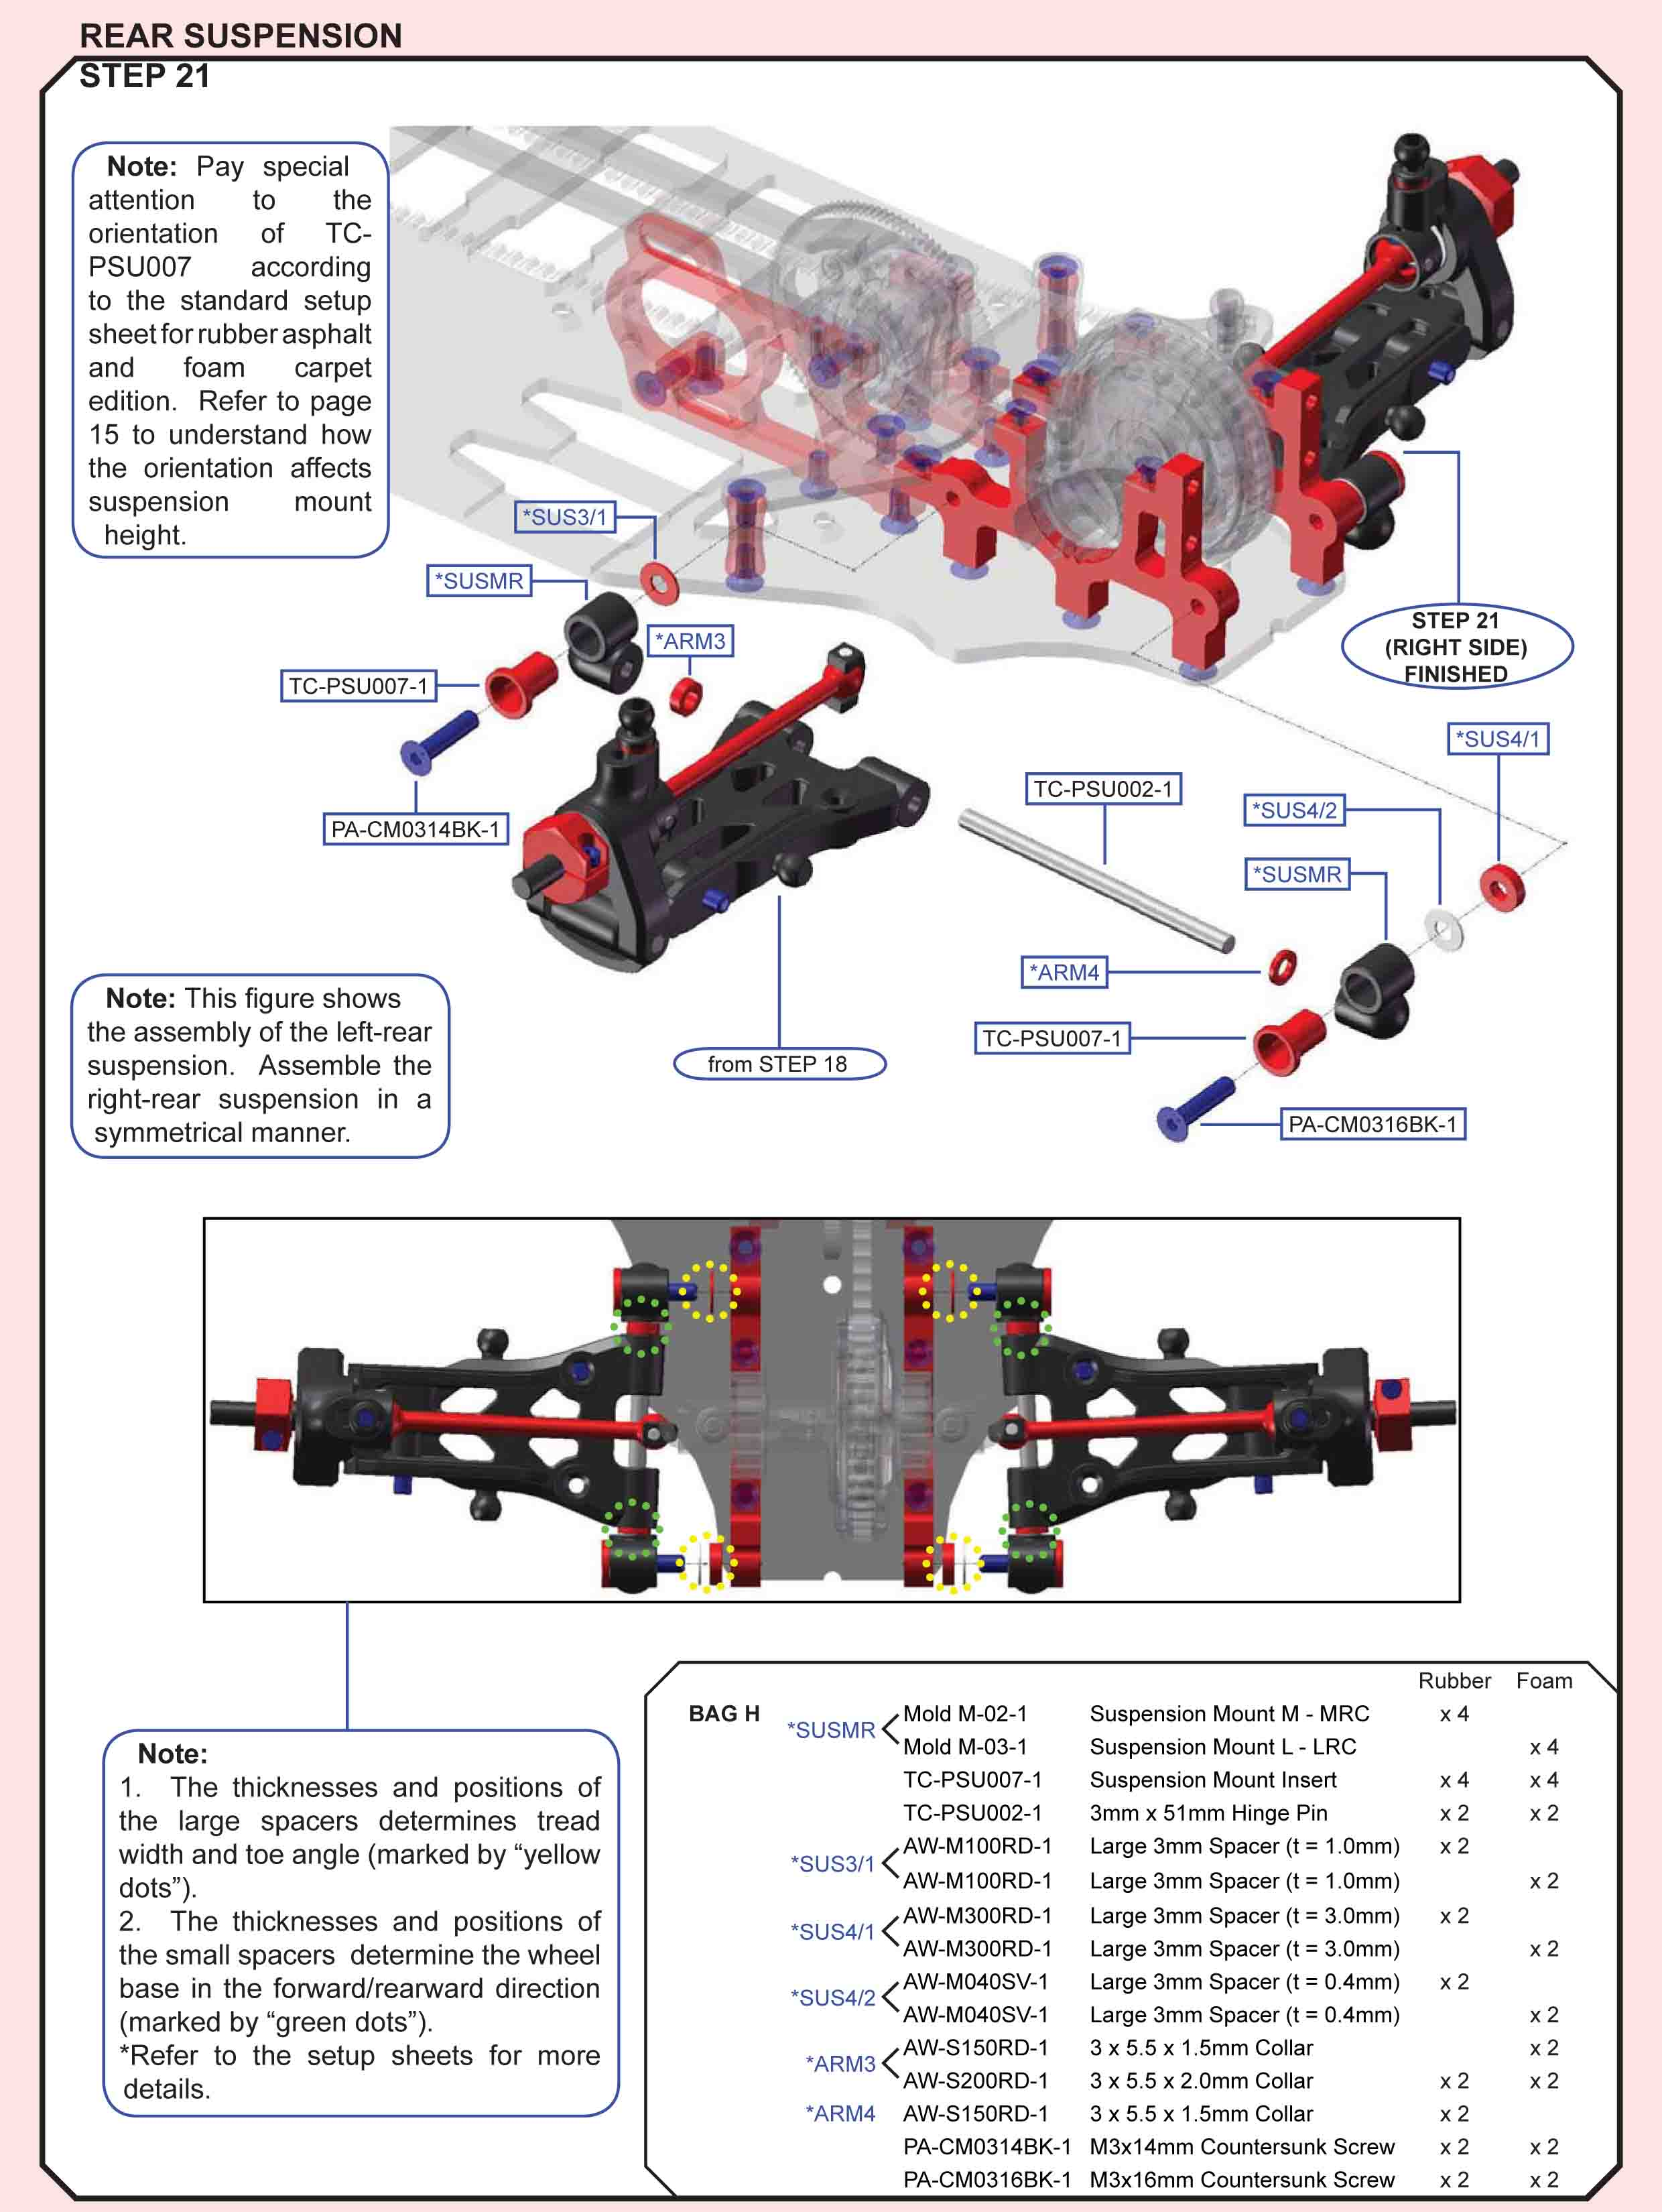 REAR SUSPENSION
STEP 21
Note: Pay special
attention to the
orientation of TC-
PSU007 according
to the standard setup
sheet for rubber asphalt
and foam carpet
edition. Refer to page
15 to understand how
the orientation affects
suspension mount
height.
*SUS3/1
*SUSMR
*ARM3
TC-PSU007-1
PA-CM0314BK-1
STEP 21
(RIGHT SIDE)
FINISHED
*SUS4/1
TC-PSU002-1
*SUS4/2
*SUSMR
*ARM4
TC-PSU007-1
PA-CM0316BK-1
from STEP 18
Note: This figure shows
the assembly of the left-rear
suspension. Assemble the
right-rear suspension in a
symmetrical manner.
Note:
1. The thicknesses and positions of
the large spacers determines tread
width and toe angle (marked by “yellow
dots”).
2. The thicknesses and positions of
the small spacers determine the wheel
base in the forward/rearward direction
(marked by “green dots”).
*Refer to the setup sheets for more
details.
Rubber Foam
BAG H
*SUSMR
Mold M-02-1 Suspension Mount M - MRC x 4
Mold M-03-1 Suspension Mount L - LRC x 4
TC-PSU007-1 Suspension Mount Insert x 4 x 4
TC-PSU002-1 3mm x 51mm Hinge Pin x 2 x 2
*SUS3/1
AW-M100RD-1 Large 3mm Spacer (t = 1.0mm) x 2
AW-M100RD-1 Large 3mm Spacer (t = 1.0mm) x 2
*SUS4/1
AW-M300RD-1 Large 3mm Spacer (t = 3.0mm) x 2
AW-M300RD-1 Large 3mm Spacer (t = 3.0mm) x 2
*SUS4/2
AW-M040SV-1 Large 3mm Spacer (t = 0.4mm) x 2
AW-M040SV-1 Large 3mm Spacer (t = 0.4mm) x 2
*ARM3
AW-S150RD-1 3 x 5.5 x 1.5mm Collar x 2
AW-S200RD-1 3 x 5.5 x 2.0mm Collar x 2 x 2
*ARM4 AW-S150RD-1 3 x 5.5 x 1.5mm Collar x 2
PA-CM0314BK-1 M3x14mm Countersunk Screw x 2 x 2
PA-CM0316BK-1 M3x16mm Countersunk Screw x 2 x 2